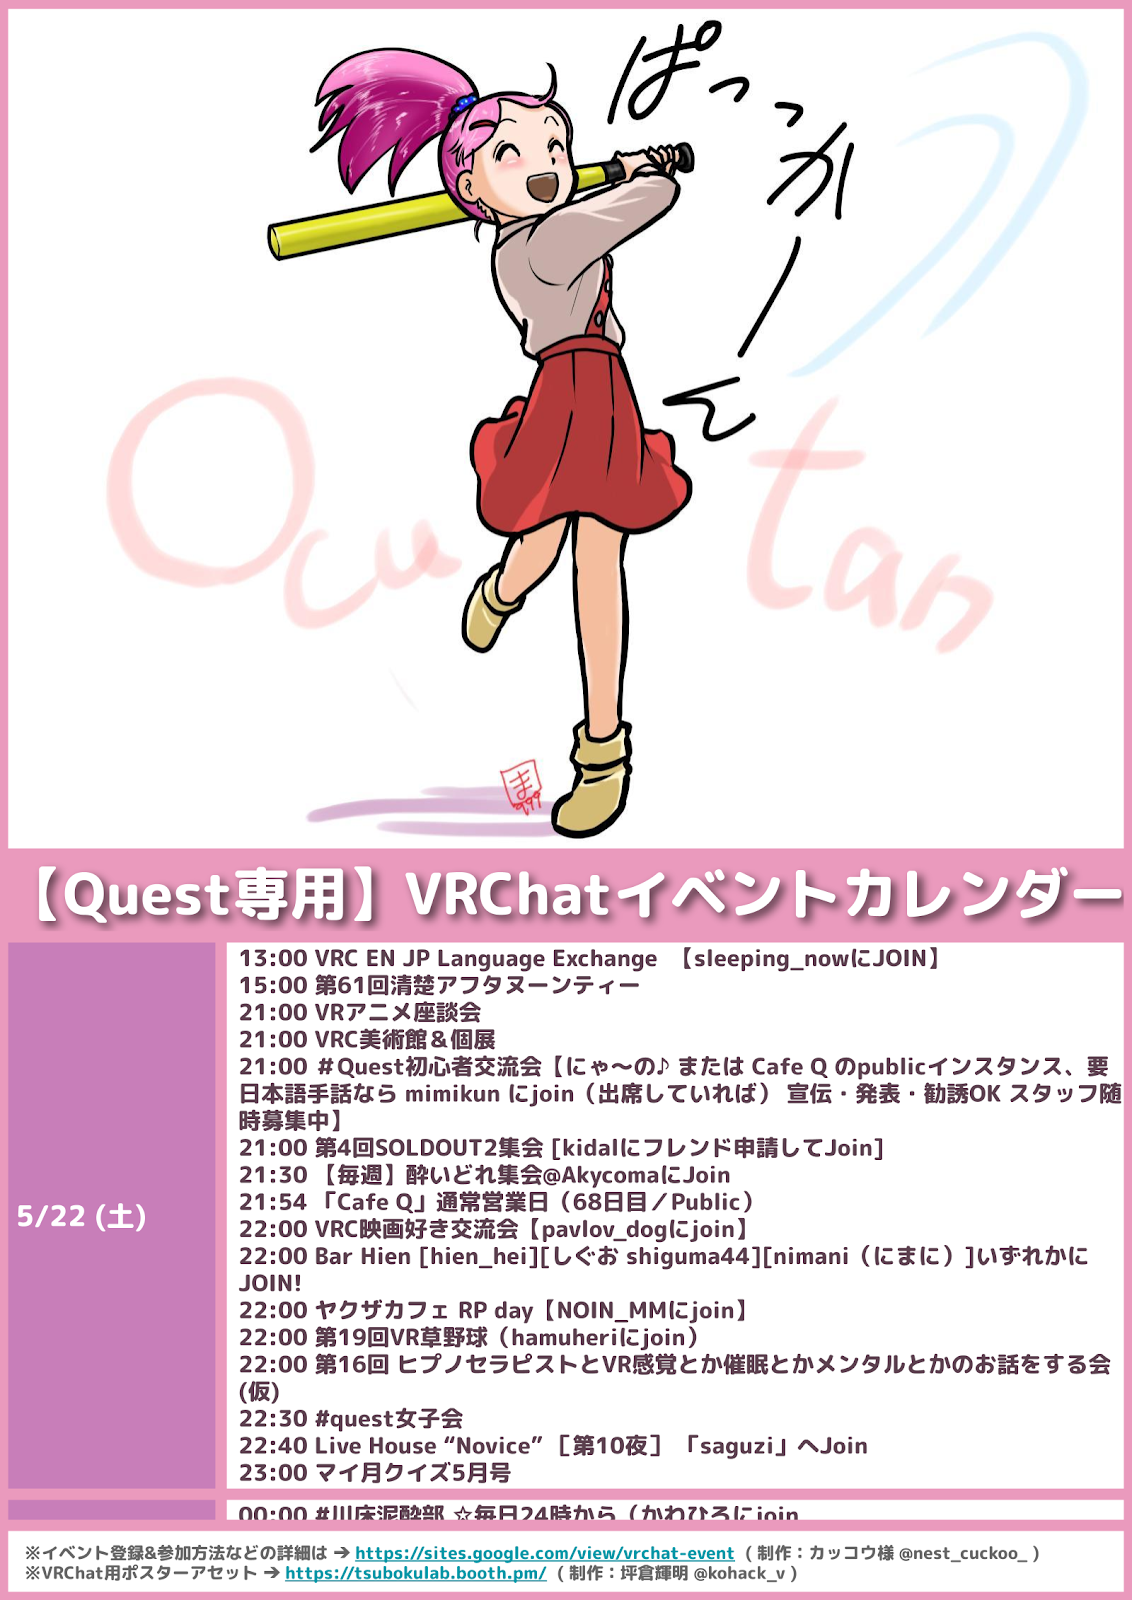 ぱっっかーん
Ocu tan
ま
999
【Quest専用】VRChatイベントカレンダー
13:00 VRC EN JP Language Exchange 【sleeping_nowにJOIN】
15:00 第61回清楚アフタヌーンティー
21:00 VRアニメ座談会
21:00 VRC美術館＆個展
21:00 ＃Quest初心者交流会【にゃ～の♪ または Cafe Q のpublicインスタンス、要
日本語手話なら mimikun にjoin（出席していれば） 宣伝・発表・勧誘OK スタッフ随
時募集中】
21:00 第4回SOLDOUT2集会 [kidalにフレンド申請してJoin]
21:30 【毎週】酔いどれ集会@AkycomaにJoin
21:54 「Cafe Q」通常営業日（68日目／Public）
22:00 VRC映画好き交流会【pavlov_dogにjoin】
22:00 Bar Hien [hien_hei][しぐお shiguma44][nimani（にまに）]いずれかに
JOIN!
5/22 (土)
22:00 ヤクザカフェ RP day【NOIN_MMにjoin】
22:00 第19回VR草野球（hamuheriにjoin）
22:00 第16回 ヒプノセラピストとVR感覚とか催眠とかメンタルとかのお話をする会
(仮)
22:30 #quest女子会
22:40 Live House “Novice” ［第10夜］ 「saguzi」へJoin
23:00 マイ月クイズ5月号
00:00 #川床泥酔部 ☆毎日24時から（かわひろにjoin
※イベント登録&参加方法などの詳細は → https://sites.google.com/view/vrchat-event （ 制作：カッコウ様 @nest_cuckoo_ ）
※VRChat用ポスターアセット → https://tsubokulab.booth.pm/ （ 制作：坪倉輝明 @kohack_v ）